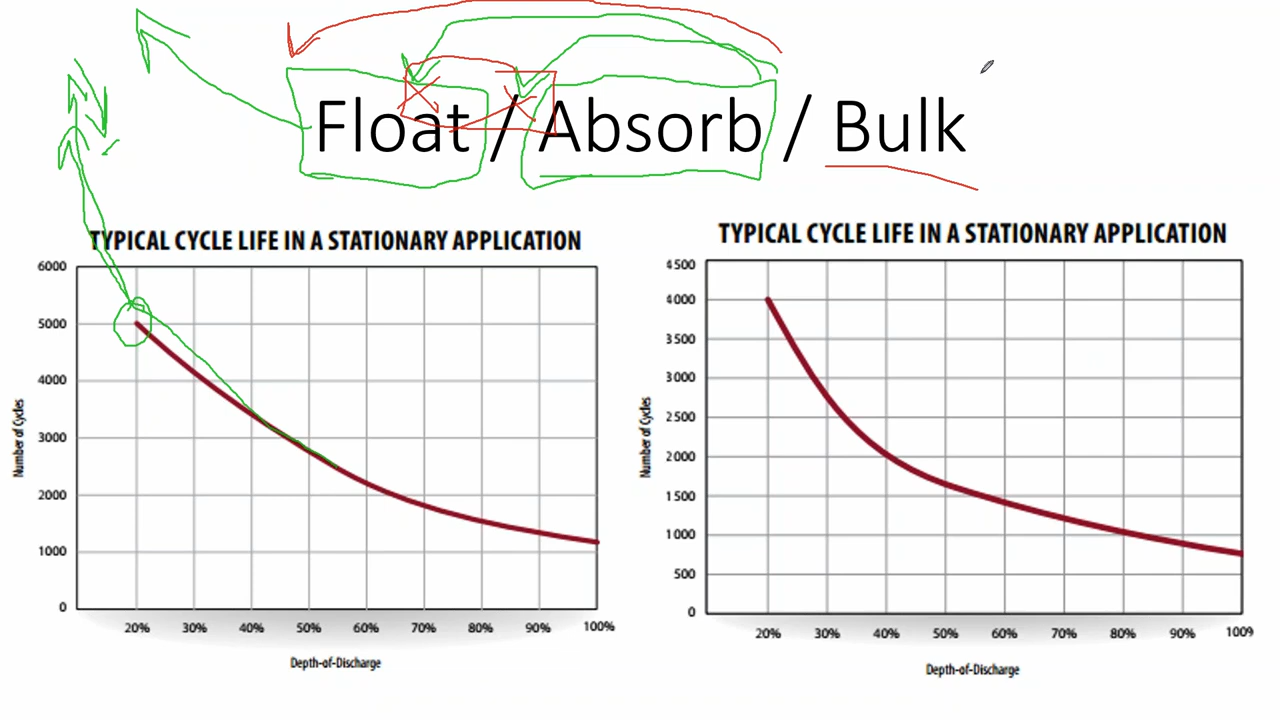 Float / Absorb / Bulk
TYPICAL CYCLE LIFE IN A STATIONARY APPLICATION
6000
5000
4000
3000
2000
1000
0
Number of Cycles
20% 30% 40% 50% 60% 70% 80% 90% 100%
Depth-of-Discharge
TYPICAL CYCLE LIFE IN A STATIONARY APPLICATION
4500
4000
3500
3000
2500
2000
1500
1000
500
0
Number of Cycles
20% 30% 40% 50% 60% 70% 80% 90% 100%
Depth-of-Discharge